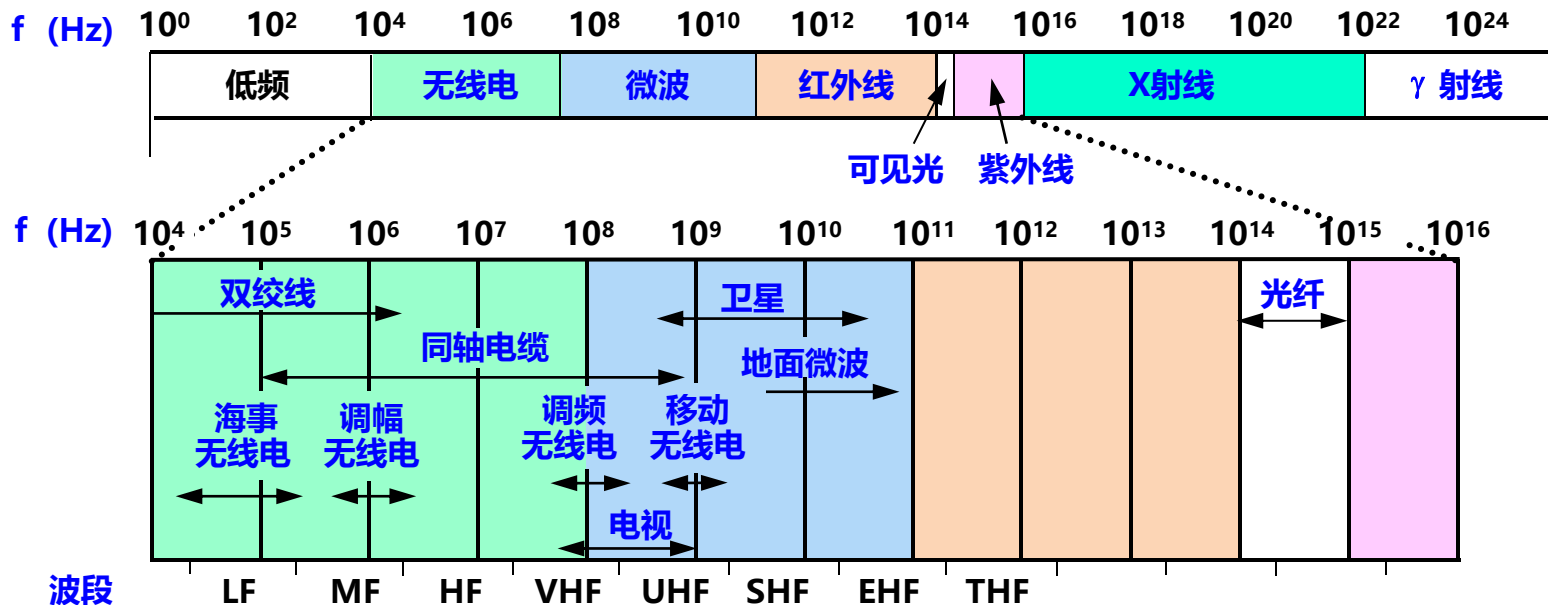 f (Hz) 10⁰ 10² 10⁴ 10⁶ 10⁸ 10¹⁰ 10¹² 10¹⁴ 10¹⁶ 10¹⁸ 10²⁰ 10²² 10²⁴
低频 无线电 微波 红外线 X射线 γ 射线
可见光 紫外线
f (Hz) 10⁴ 10⁵ 10⁶ 10⁷ 10⁸ 10⁹ 10¹⁰ 10¹¹ 10¹² 10¹³ 10¹⁴ 10¹⁵ 10¹⁶
双绞线 卫星 光纤
同轴电缆 地面微波
海事 调幅 调频 移动
无线电 无线电 无线电 无线电
电视
波段 LF MF HF VHF UHF SHF EHF THF